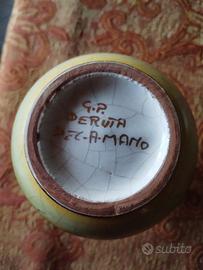 G.P.
DERUTA
DEC-A-MANO
subito